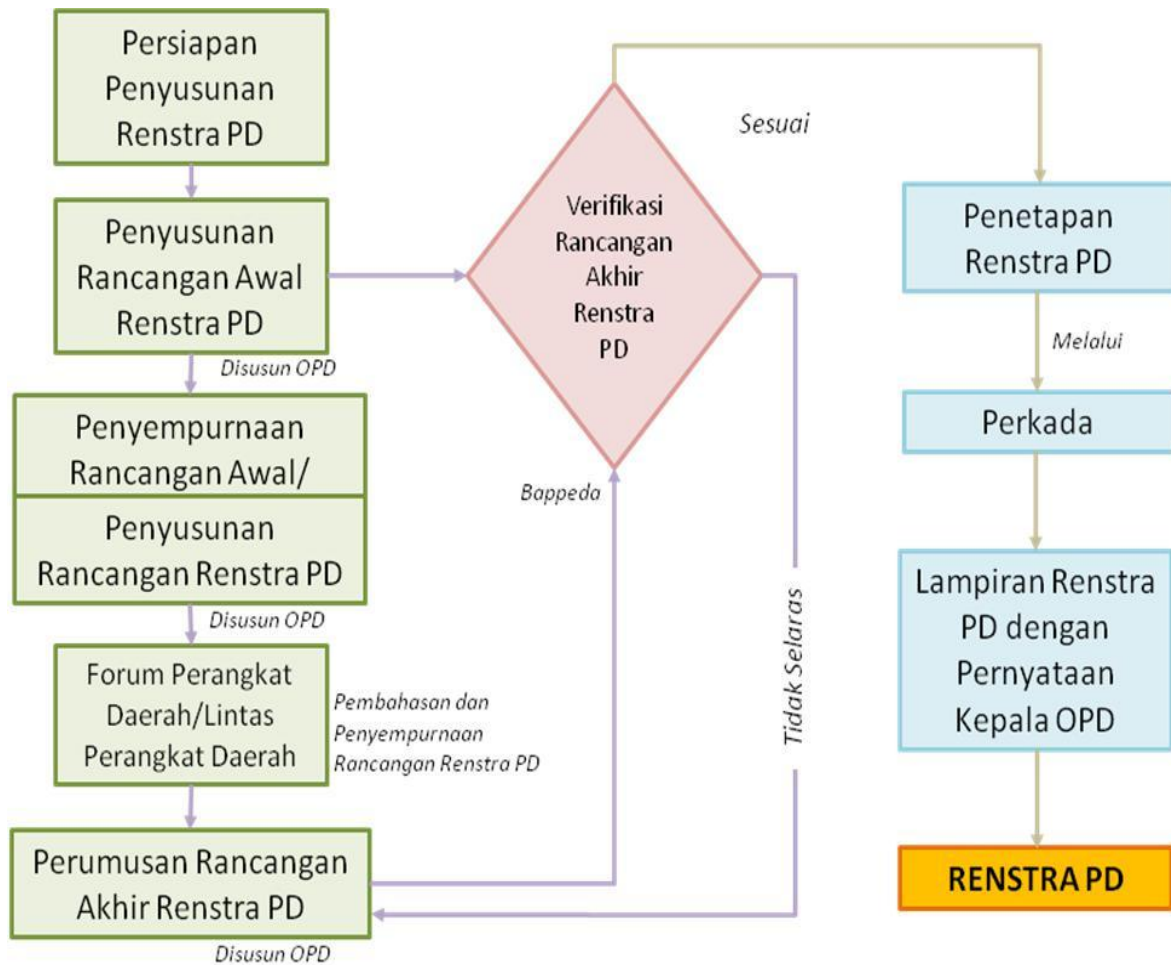 Persiapan
Penyusunan
Renstra PD
Penyusunan
Rancangan Awal
Renstra PD
Disusun OPD
Penyempurnaan
Rancangan Awal/
Penyusunan
Rancangan Renstra PD
Disusun OPD
Forum Perangkat
Daerah/Lintas
Perangkat Daerah
Pembahasan dan
Penyempurnaan
Rancangan Renstra PD
Perumusan Rancangan
Akhir Renstra PD
Disusun OPD
Verifikasi
Rancangan
Akhir
Renstra
PD
Bappeda
Tidak Selaras
Sesuai
Penetapan
Renstra PD
Melalui
Perkada
Lampiran Renstra
PD dengan
Pernyataan
Kepala OPD
RENSTRA PD